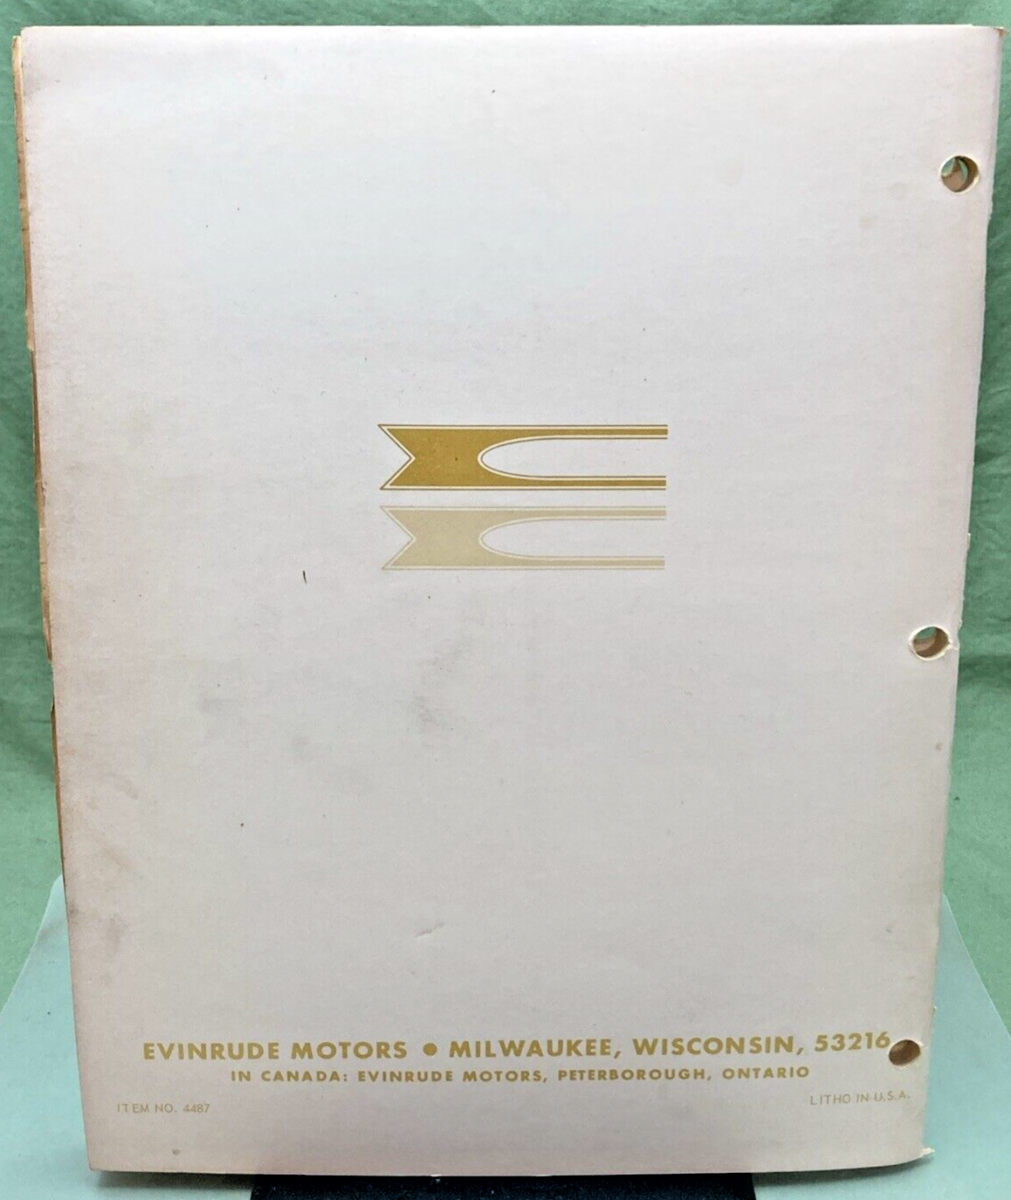 EVINRUDE MOTORS • MILWAUKEE, WISCONSIN, 53216
IN CANADA: EVINRUDE MOTORS, PETERBOROUGH, ONTARIO
ITEM NO. 4487
LITHO IN U.S.A.